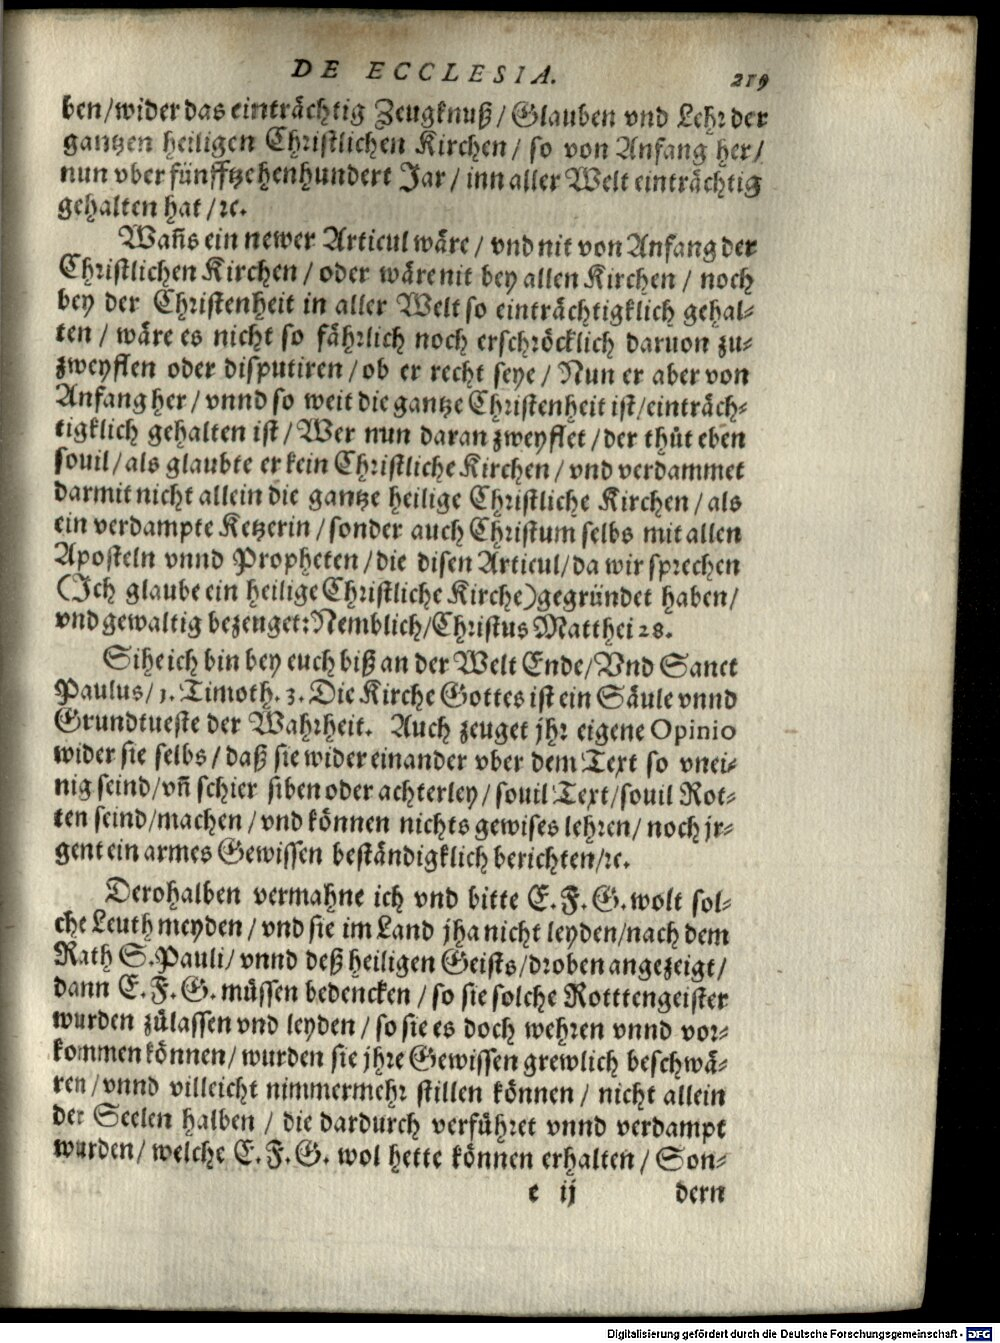 DE ECCLESIA. 219
ben/wider das einträchtig Zeugknuß/Glauben vnd Lehr der
gantzen heiligen Christlichen Kirchen/ so von Anfang her/
nun vber fünfftzehenhundert Jar/ inn aller Welt einträchtig
gehalten hat/ꝛc.
Wañs ein newer Articul wäre/ vnd nit von Anfang der
Christlichen Kirchen/ oder wäre nit bey allen Kirchen/ noch
bey der Christenheit in aller Welt so einträchtigklich gehal-
ten/ wäre es nicht so fährlich noch erschröcklich daruon zu-
zweyflen oder disputiren/ob er recht seye/ Nun er aber von
Anfang her/ vnnd so weit die gantze Christenheit ist/einträch-
tigklich gehalten ist/ Wer nun daran zweyflet/der thüt eben
souil/als glaubte er kein Christliche Kirchen/ vnd verdammet
darmit nicht allein die gantze heilige Christliche Kirchen/als
ein verdampte Ketzerin/sonder auch Christum selbs mit allen
Aposteln vnnd Propheten/die disen Articul/da wir sprechen
(Ich glaube ein heilige Christliche Kirche)gegründet haben/
vnd gewaltig bezeuget: Nemblich/Christus Matthei 28.
Sihe ich bin bey euch biß an der Welt Ende/Vnd Sanct
Paulus/1. Timoth. 3. Die Kirche Gottes ist ein Säule vnnd
Grundtueste der Wahrheit. Auch zeuget jhr eigene Opinio
wider sie selbs/daß sie wider einander vber dem Text so vnei-
nig seind/vñ schier siben oder achterley/souil Text/souil Rot-
ten seind/machen/vnd können nichts gewises lehren/ noch jr-
gent ein armes Gewissen beständigklich berichten/ꝛc.
Derohalben vermahne ich vnd bitte E. F. G. wolt sol-
che Leuth meyden/vnd sie im Land jha nicht leyden/nach dem
Rath S. Pauli/ vnnd deß heiligen Geists/droben angezeigt/
dann E. F. G. müssen bedencken/so sie solche Rotttengeister
wurden zülassen vnd leyden/so sie es doch wehren vnnd vor-
kommen können/wurden sie jhre Gewissen grewlich beschwä-
ren/vnnd villeicht nimmermehr stillen können/ nicht allein
der Seelen halben/ die dardurch verführet vnnd verdampt
wurden/welche E. F. G. wol hette können erhalten/ Son-
e ij dern
Digitalisierung gefördert durch die Deutsche Forschungsgemeinschaft - DFG